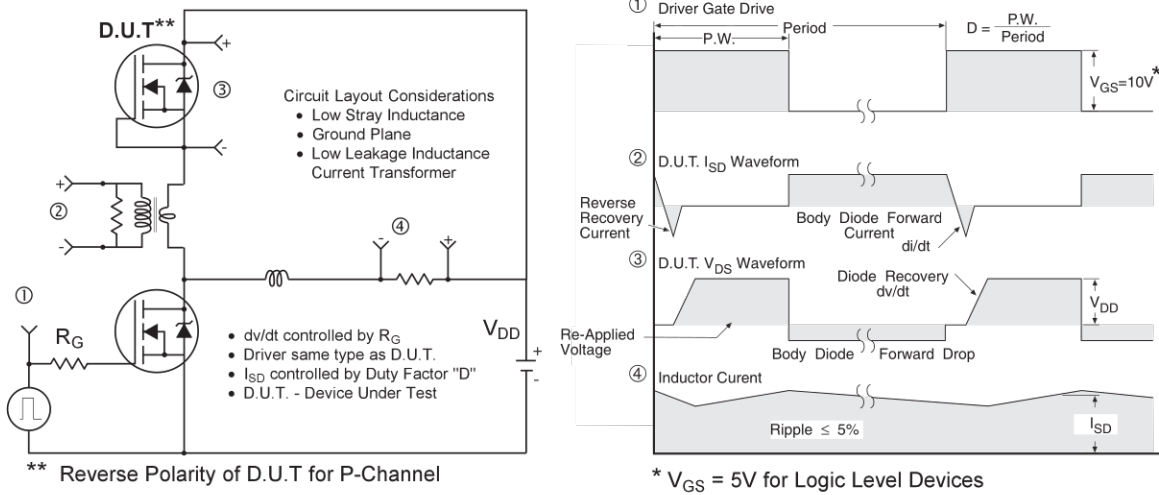 D.U.T**
+
③
-
Circuit Layout Considerations
• Low Stray Inductance
• Ground Plane
• Low Leakage Inductance
Current Transformer
+
②
-
④
- +
①
R_G
• dv/dt controlled by R_G
• Driver same type as D.U.T.
• I_SD controlled by Duty Factor "D"
• D.U.T. - Device Under Test
V_DD
+
-
** Reverse Polarity of D.U.T for P-Channel
① Driver Gate Drive
Period
P.W.
D = P.W. / Period
V_GS=10V*
② D.U.T. I_SD Waveform
Reverse
Recovery
Current
Body Diode Forward
Current
di/dt
③ D.U.T. V_DS Waveform
Diode Recovery
dv/dt
V_DD
Re-Applied
Voltage
Body Diode Forward Drop
④ Inductor Curent
Ripple ≤ 5%
I_SD
* V_GS = 5V for Logic Level Devices